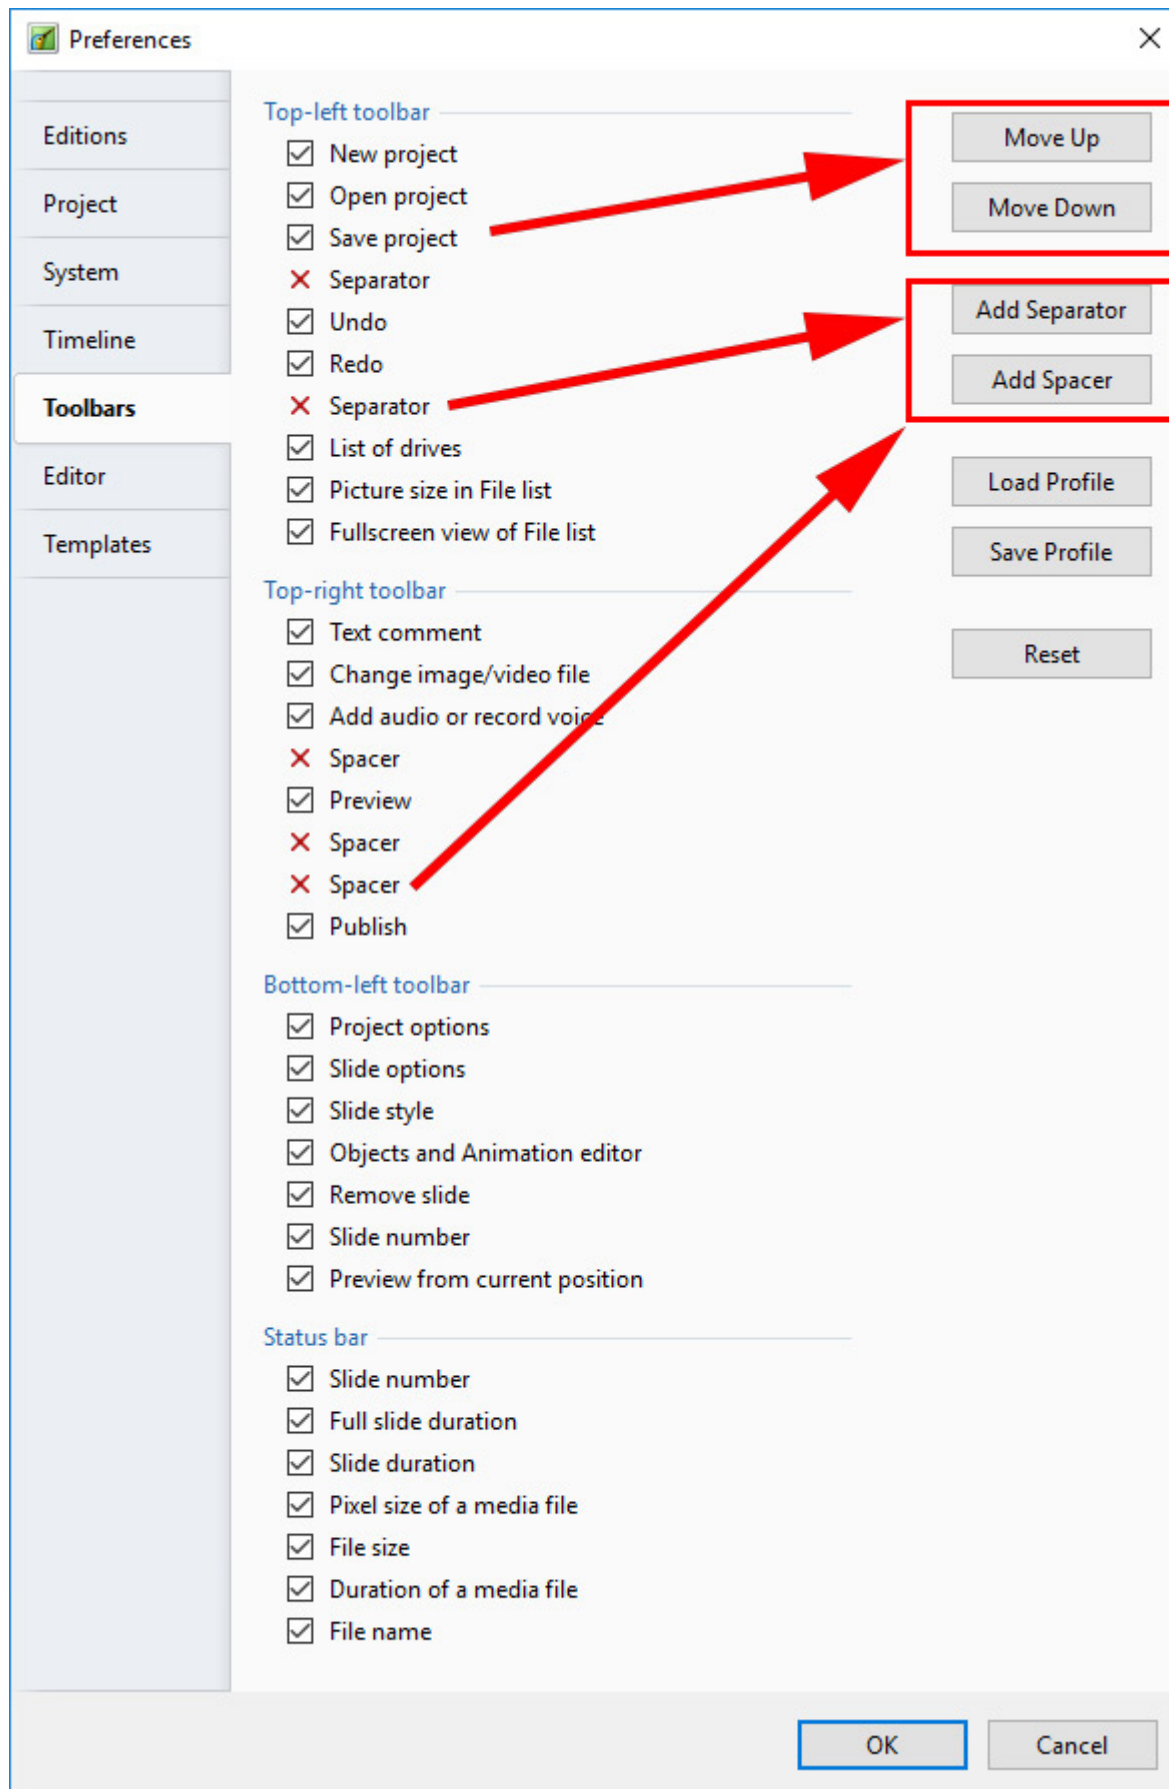 Preferences
Editions
Project
System
Timeline
Toolbars
Editor
Templates
Top-left toolbar
New project
Open project
Save project
Separator
Undo
Redo
Separator
List of drives
Picture size in File list
Fullscreen view of File list
Top-right toolbar
Text comment
Change image/video file
Add audio or record voice
Spacer
Preview
Spacer
Spacer
Publish
Bottom-left toolbar
Project options
Slide options
Slide style
Objects and Animation editor
Remove slide
Slide number
Preview from current position
Status bar
Slide number
Full slide duration
Slide duration
Pixel size of a media file
File size
Duration of a media file
File name
Move Up
Move Down
Add Separator
Add Spacer
Load Profile
Save Profile
Reset
OK
Cancel